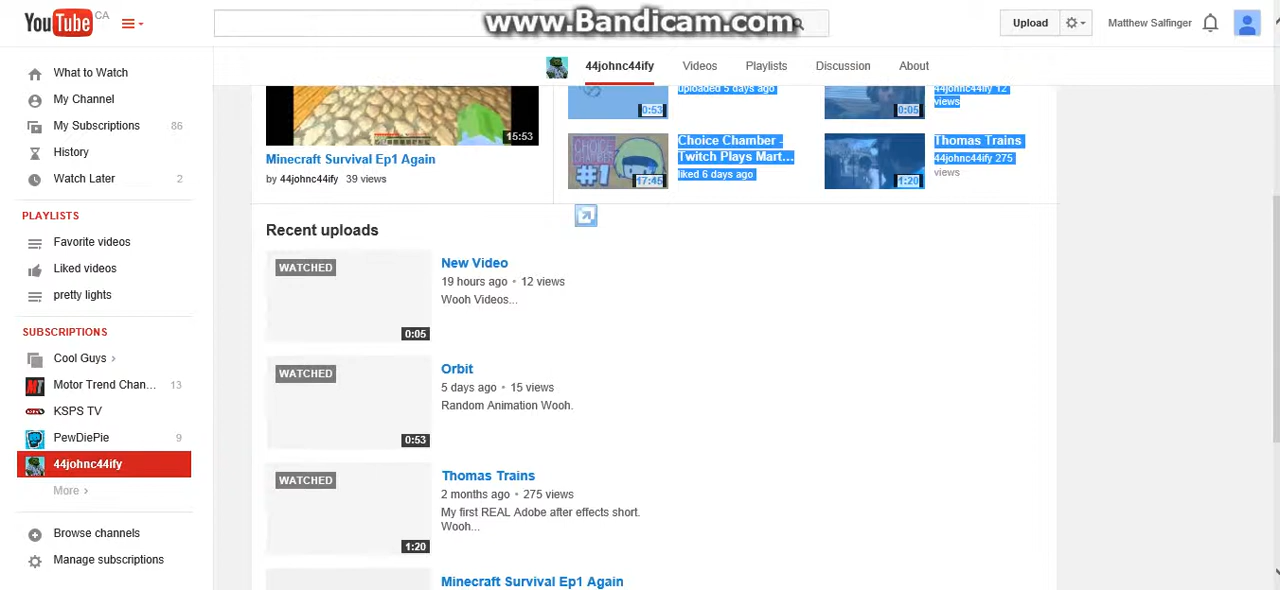 YouTube CA
www.Bandicam.com
Upload
Matthew Salfinger
44johnc44ify Videos Playlists Discussion About
What to Watch
My Channel
My Subscriptions 86
History
Watch Later 2
PLAYLISTS
Favorite videos
Liked videos
pretty lights
SUBSCRIPTIONS
Cool Guys ›
Motor Trend Chan... 13
MT
KSPS TV
PewDiePie 9
44johnc44ify
More ›
Browse channels
Manage subscriptions
15:53
Minecraft Survival Ep1 Again
by 44johnc44ify 39 views
0:53
uploaded 5 days ago
CHOICE
CHAMBER
#1
17:45
Choice Chamber -
Twitch Plays Mart...
liked 6 days ago
0:05
44johnc44ify 12
views
1:20
Thomas Trains
44johnc44ify 275
views
Recent uploads
WATCHED
0:05
New Video
19 hours ago • 12 views
Wooh Videos...
WATCHED
0:53
Orbit
5 days ago • 15 views
Random Animation Wooh.
WATCHED
1:20
Thomas Trains
2 months ago • 275 views
My first REAL Adobe after effects short.
Wooh...
Minecraft Survival Ep1 Again